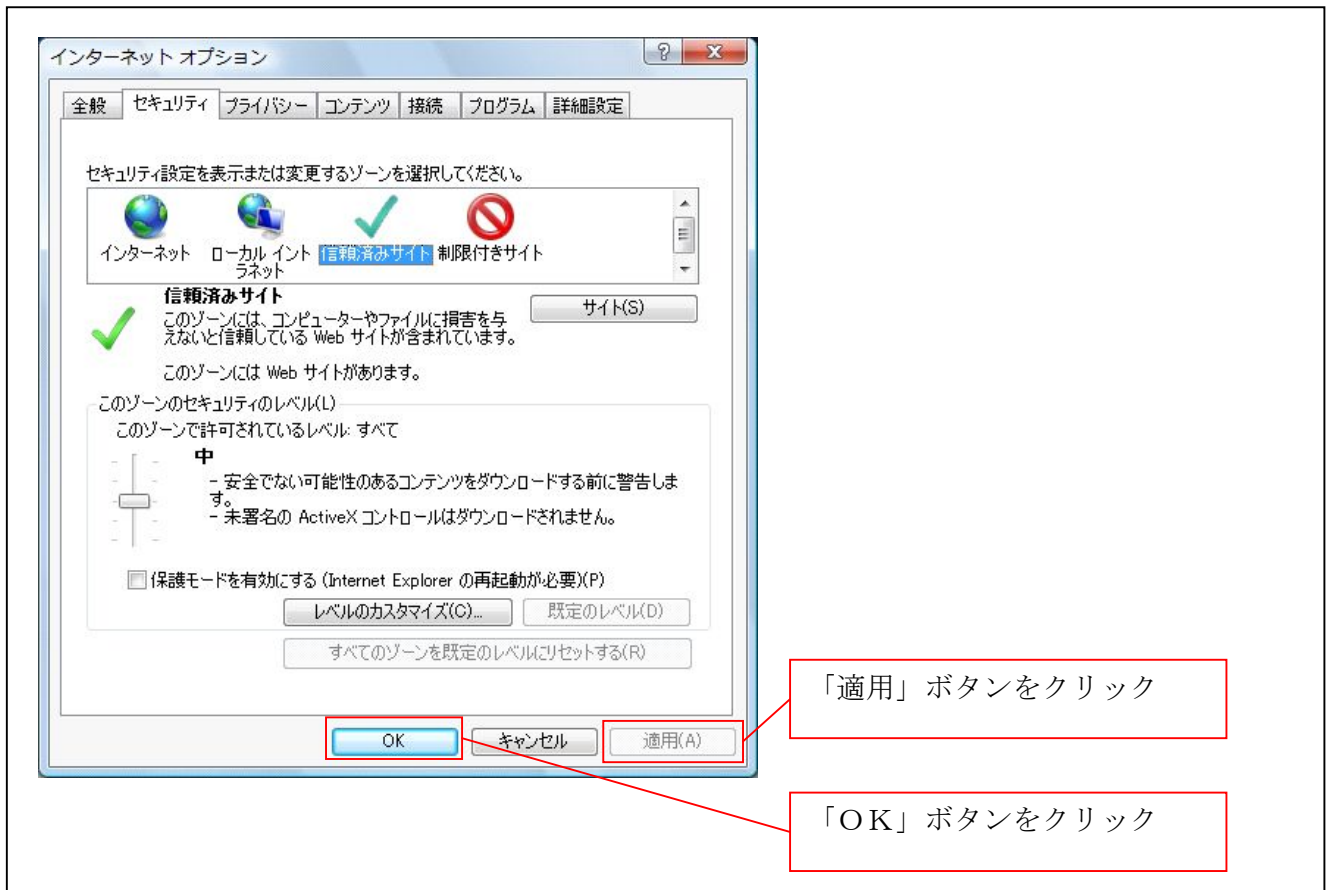 インターネット オプション
全般 セキュリティ プライバシー コンテンツ 接続 プログラム 詳細設定
セキュリティ設定を表示または変更するゾーンを選択してください。
インターネット ローカル イント 信頼済みサイト 制限付きサイト
ラネット
信頼済みサイト
サイト(S)
このゾーンには、コンピューターやファイルに損害を与
えないと信頼している Web サイトが含まれています。
このゾーンには Web サイトがあります。
このゾーンのセキュリティのレベル(L)
このゾーンで許可されているレベル: すべて
中
- 安全でない可能性のあるコンテンツをダウンロードする前に警告しま
す。
- 未署名の ActiveX コントロールはダウンロードされません。
保護モードを有効にする (Internet Explorer の再起動が必要)(P)
レベルのカスタマイズ(C)... 既定のレベル(D)
すべてのゾーンを既定のレベルにリセットする(R)
「適用」ボタンをクリック
OK キャンセル 適用(A)
「ＯＫ」ボタンをクリック